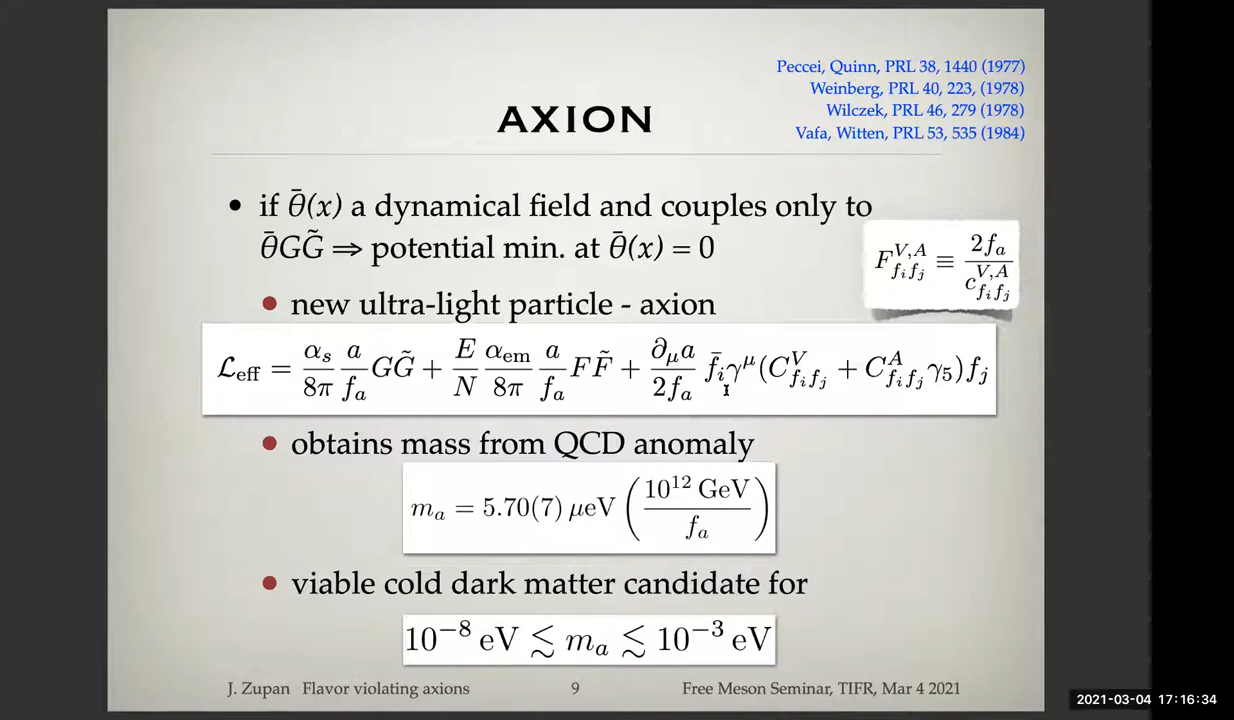 Peccei, Quinn, PRL 38, 1440 (1977)
Weinberg, PRL 40, 223, (1978)
Wilczek, PRL 46, 279 (1978)
Vafa, Witten, PRL 53, 535 (1984)
AXION
• if θ̄(x) a dynamical field and couples only to
θ̄GG̃ ⇒ potential min. at θ̄(x) = 0
F^{V,A}_{f_i f_j} ≡ 2f_a / c^{V,A}_{f_i f_j}
• new ultra-light particle - axion
ℒ_eff = α_s/8π a/f_a GG̃ + E/N α_em/8π a/f_a FF̃ + ∂_μa/2f_a f̄_iγ^μ(C^V_{f_i f_j} + C^A_{f_i f_j}γ_5)f_j
• obtains mass from QCD anomaly
m_a = 5.70(7) μeV (10^{12} GeV / f_a)
• viable cold dark matter candidate for
10^{−8} eV ≲ m_a ≲ 10^{−3} eV
J. Zupan Flavor violating axions 9 Free Meson Seminar, TIFR, Mar 4 2021
2021-03-04 17:16:34